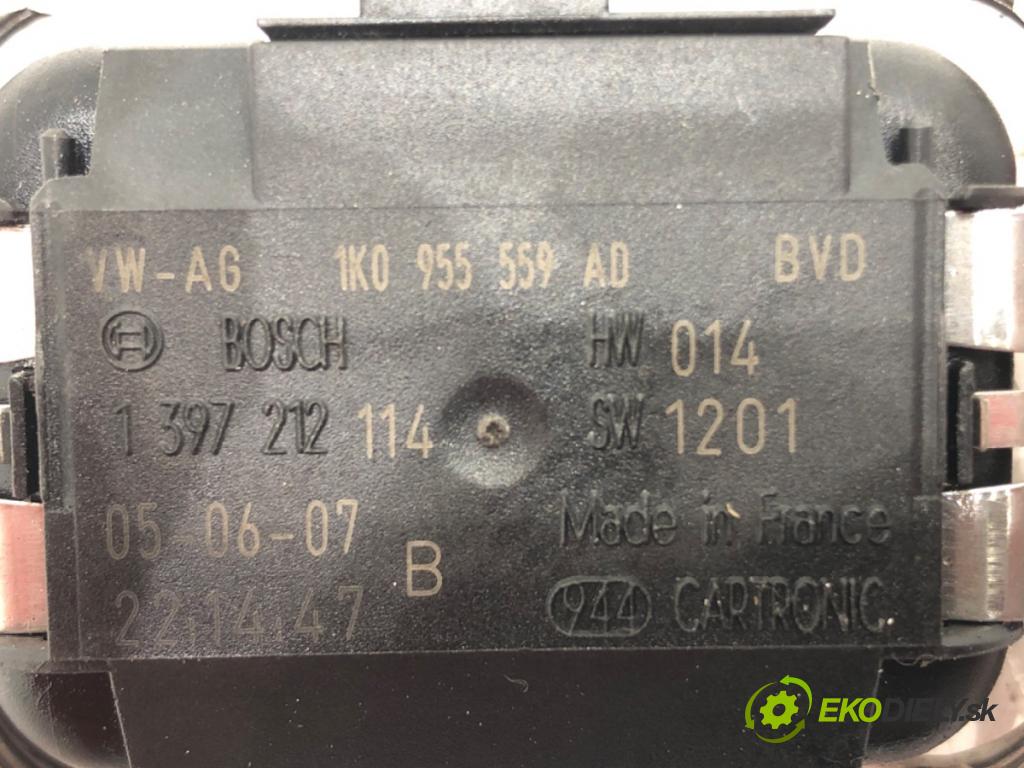 VW-AG 1K0 955 559 AD BVD
BOSCH HW 014
1 397 212 114 SW 1201
05-06-07 B Made in France
22.14.47 944 CARTRONIC
EKODIELY.sk